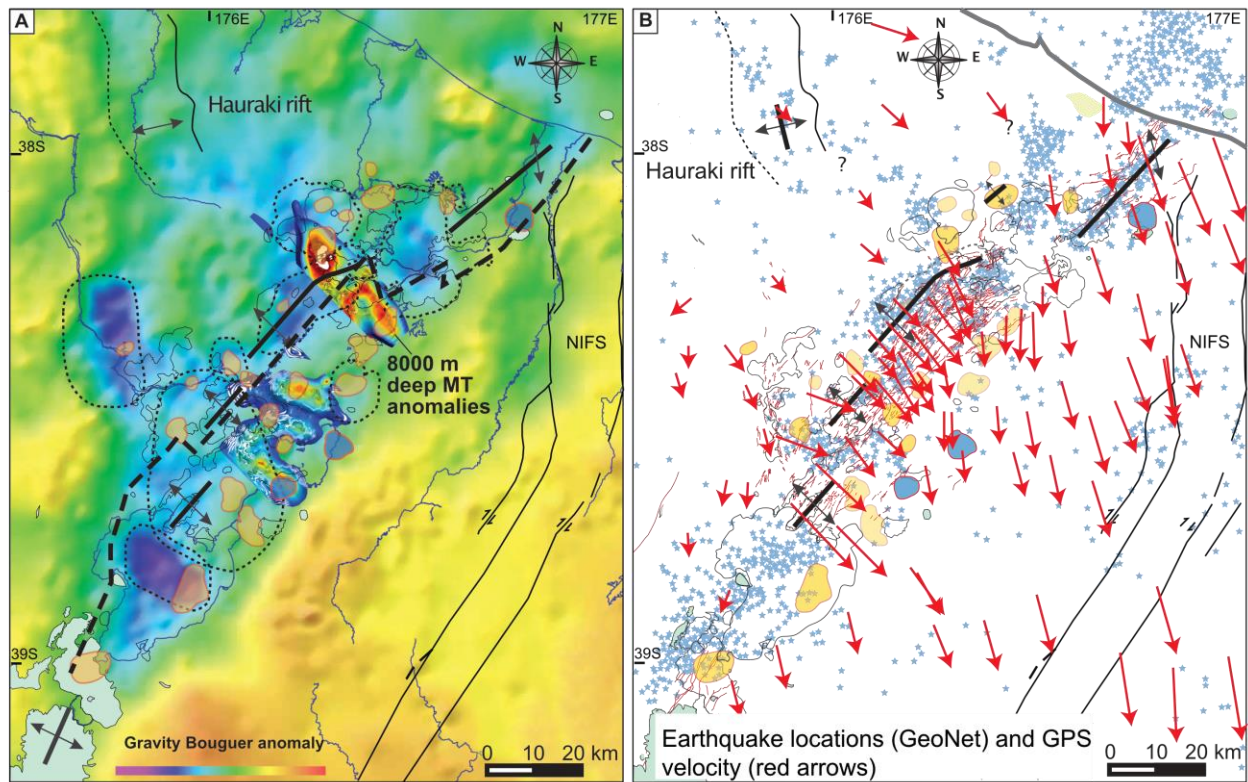 A
176E
177E
N
W E
S
Hauraki rift
38S
NIFS
8000 m
deep MT
anomalies
39S
Gravity Bouguer anomaly
0 10 20 km
B
176E
177E
N
W E
S
?
38S
?
Hauraki rift
NIFS
39S
Earthquake locations (GeoNet) and GPS
velocity (red arrows)
0 10 20 km